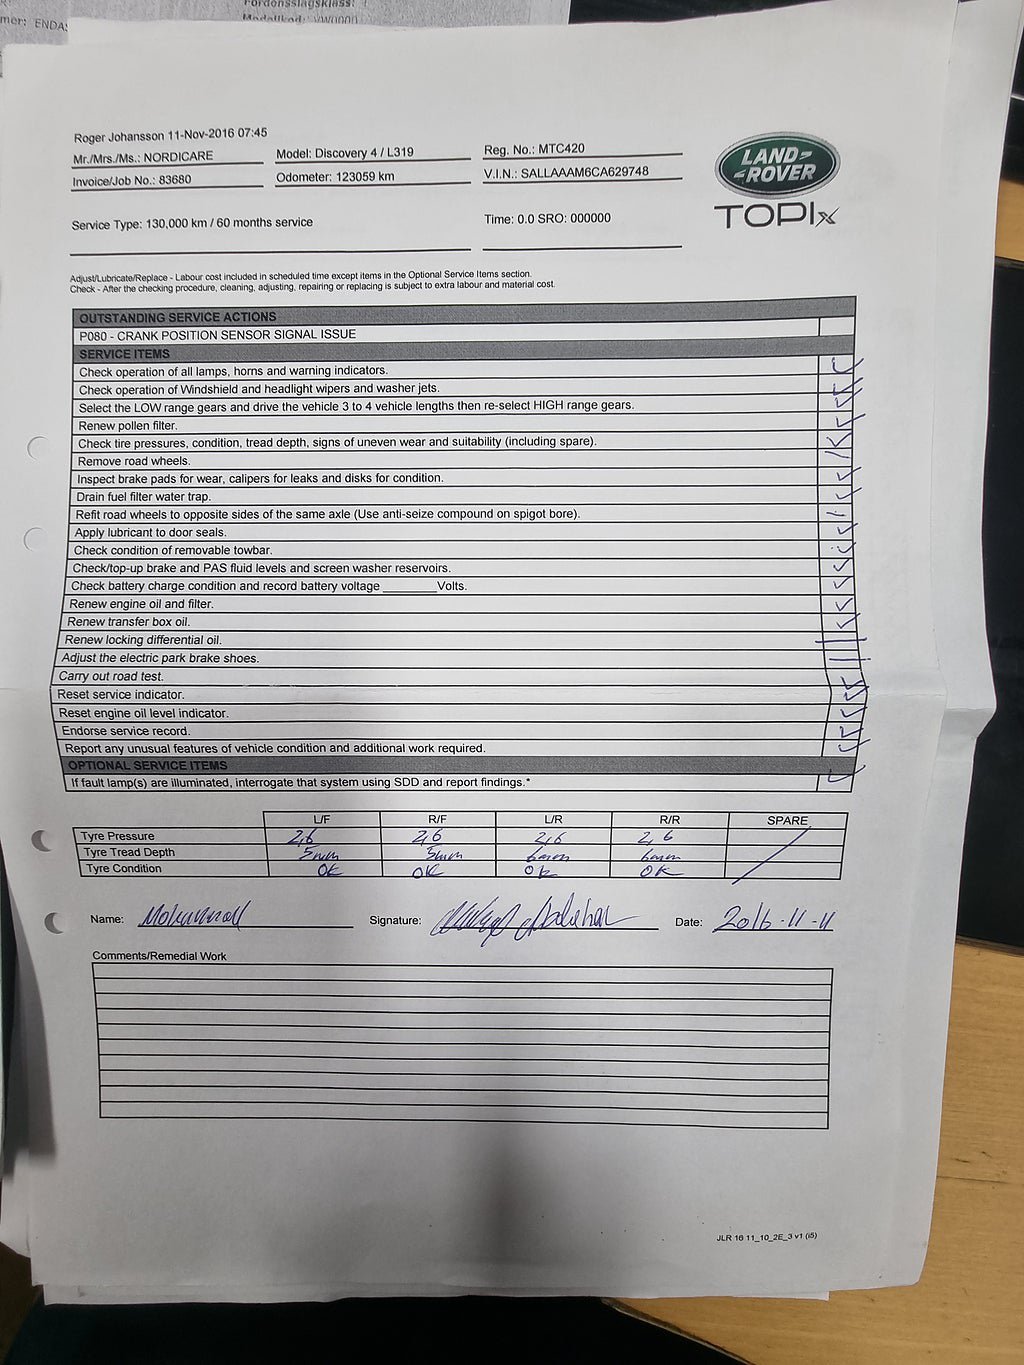 Fordonsslagsklass:
Modellkod: VW0000
mer: ENDAS
Roger Johansson 11-Nov-2016 07:45
Mr./Mrs./Ms.: NORDICARE
Model: Discovery 4 / L319
Reg. No.: MTC420
Invoice/Job No.: 83680
Odometer: 123059 km
V.I.N.: SALLAAAM6CA629748
LAND-
-ROVER
TOPIx
Service Type: 130,000 km / 60 months service
Time: 0.0 SRO: 000000
Adjust/Lubricate/Replace - Labour cost included in scheduled time except items in the Optional Service Items section.
Check - After the checking procedure, cleaning, adjusting, repairing or replacing is subject to extra labour and material cost.
OUTSTANDING SERVICE ACTIONS
P080 - CRANK POSITION SENSOR SIGNAL ISSUE
SERVICE ITEMS
Check operation of all lamps, horns and warning indicators.
Check operation of Windshield and headlight wipers and washer jets.
Select the LOW range gears and drive the vehicle 3 to 4 vehicle lengths then re-select HIGH range gears.
Renew pollen filter.
Check tire pressures, condition, tread depth, signs of uneven wear and suitability (including spare).
Remove road wheels.
Inspect brake pads for wear, calipers for leaks and disks for condition.
Drain fuel filter water trap.
Refit road wheels to opposite sides of the same axle (Use anti-seize compound on spigot bore).
Apply lubricant to door seals.
Check condition of removable towbar.
Check/top-up brake and PAS fluid levels and screen washer reservoirs.
Check battery charge condition and record battery voltage ________Volts.
Renew engine oil and filter.
Renew transfer box oil.
Renew locking differential oil.
Adjust the electric park brake shoes.
Carry out road test.
Reset service indicator.
Reset engine oil level indicator.
Endorse service record.
Report any unusual features of vehicle condition and additional work required.
OPTIONAL SERVICE ITEMS
If fault lamp(s) are illuminated, interrogate that system using SDD and report findings.*
L/F R/F L/R R/R SPARE
Tyre Pressure 2,6 2,6 2,6 2,6
Tyre Tread Depth 5mm 5mm 6mm 6mm
Tyre Condition OK OK OK OK
Name: Mohammad Signature: Date: 2016-11-11
Comments/Remedial Work
JLR 16 11_10_2E_3 v1 (i5)